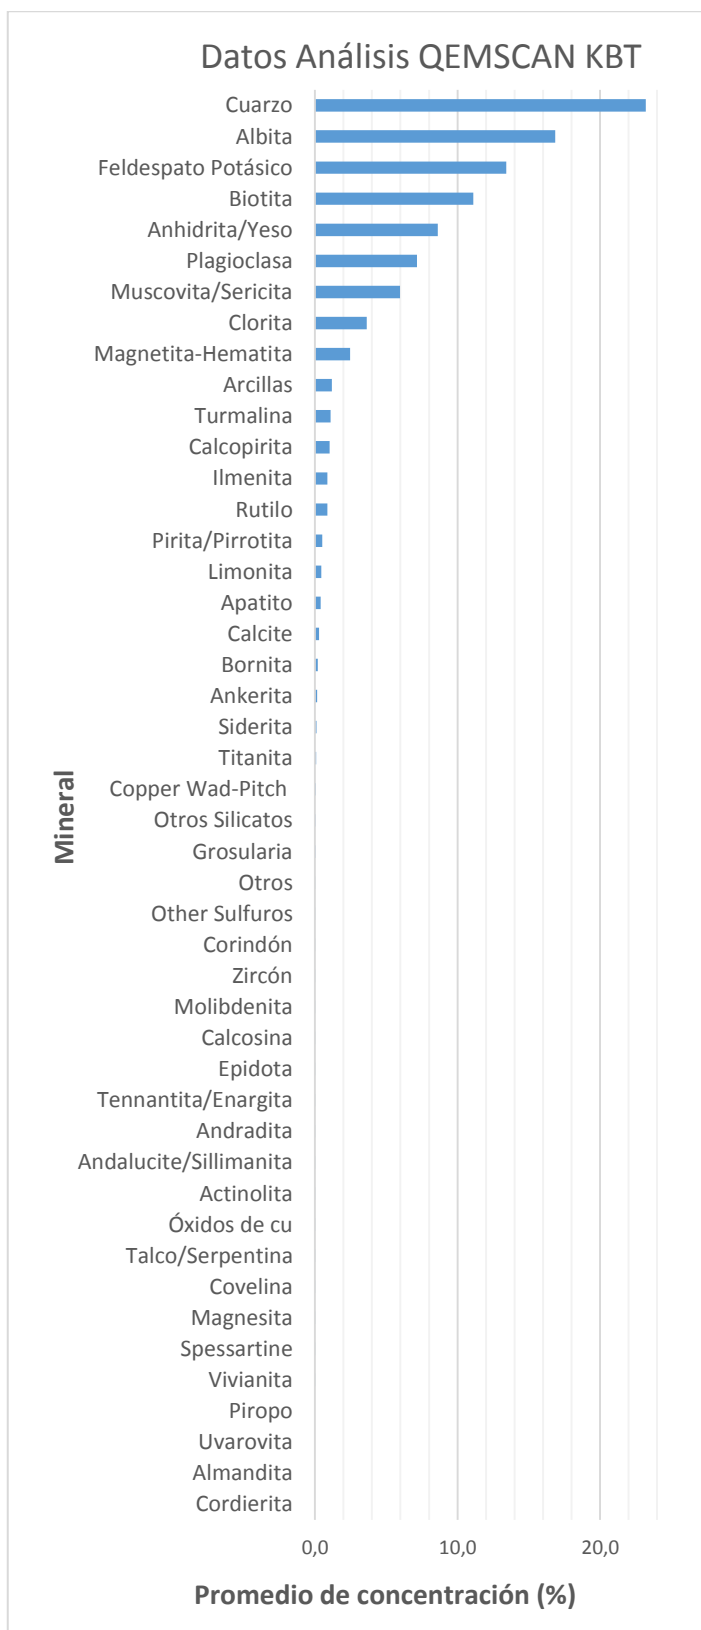 Datos Análisis QEMSCAN KBT
Cuarzo
Albita
Feldespato Potásico
Biotita
Anhidrita/Yeso
Plagioclasa
Muscovita/Sericita
Clorita
Magnetita-Hematita
Arcillas
Turmalina
Calcopirita
Ilmenita
Rutilo
Pirita/Pirrotita
Limonita
Apatito
Calcite
Bornita
Ankerita
Siderita
Titanita
Copper Wad-Pitch
Otros Silicatos
Grosularia
Otros
Other Sulfuros
Corindón
Zircón
Molibdenita
Calcosina
Epidota
Tennantita/Enargita
Andradita
Andalucite/Sillimanita
Actinolita
Óxidos de cu
Talco/Serpentina
Covelina
Magnesita
Spessartine
Vivianita
Piropo
Uvarovita
Almandita
Cordierita
Mineral
0,0 10,0 20,0
Promedio de concentración (%)